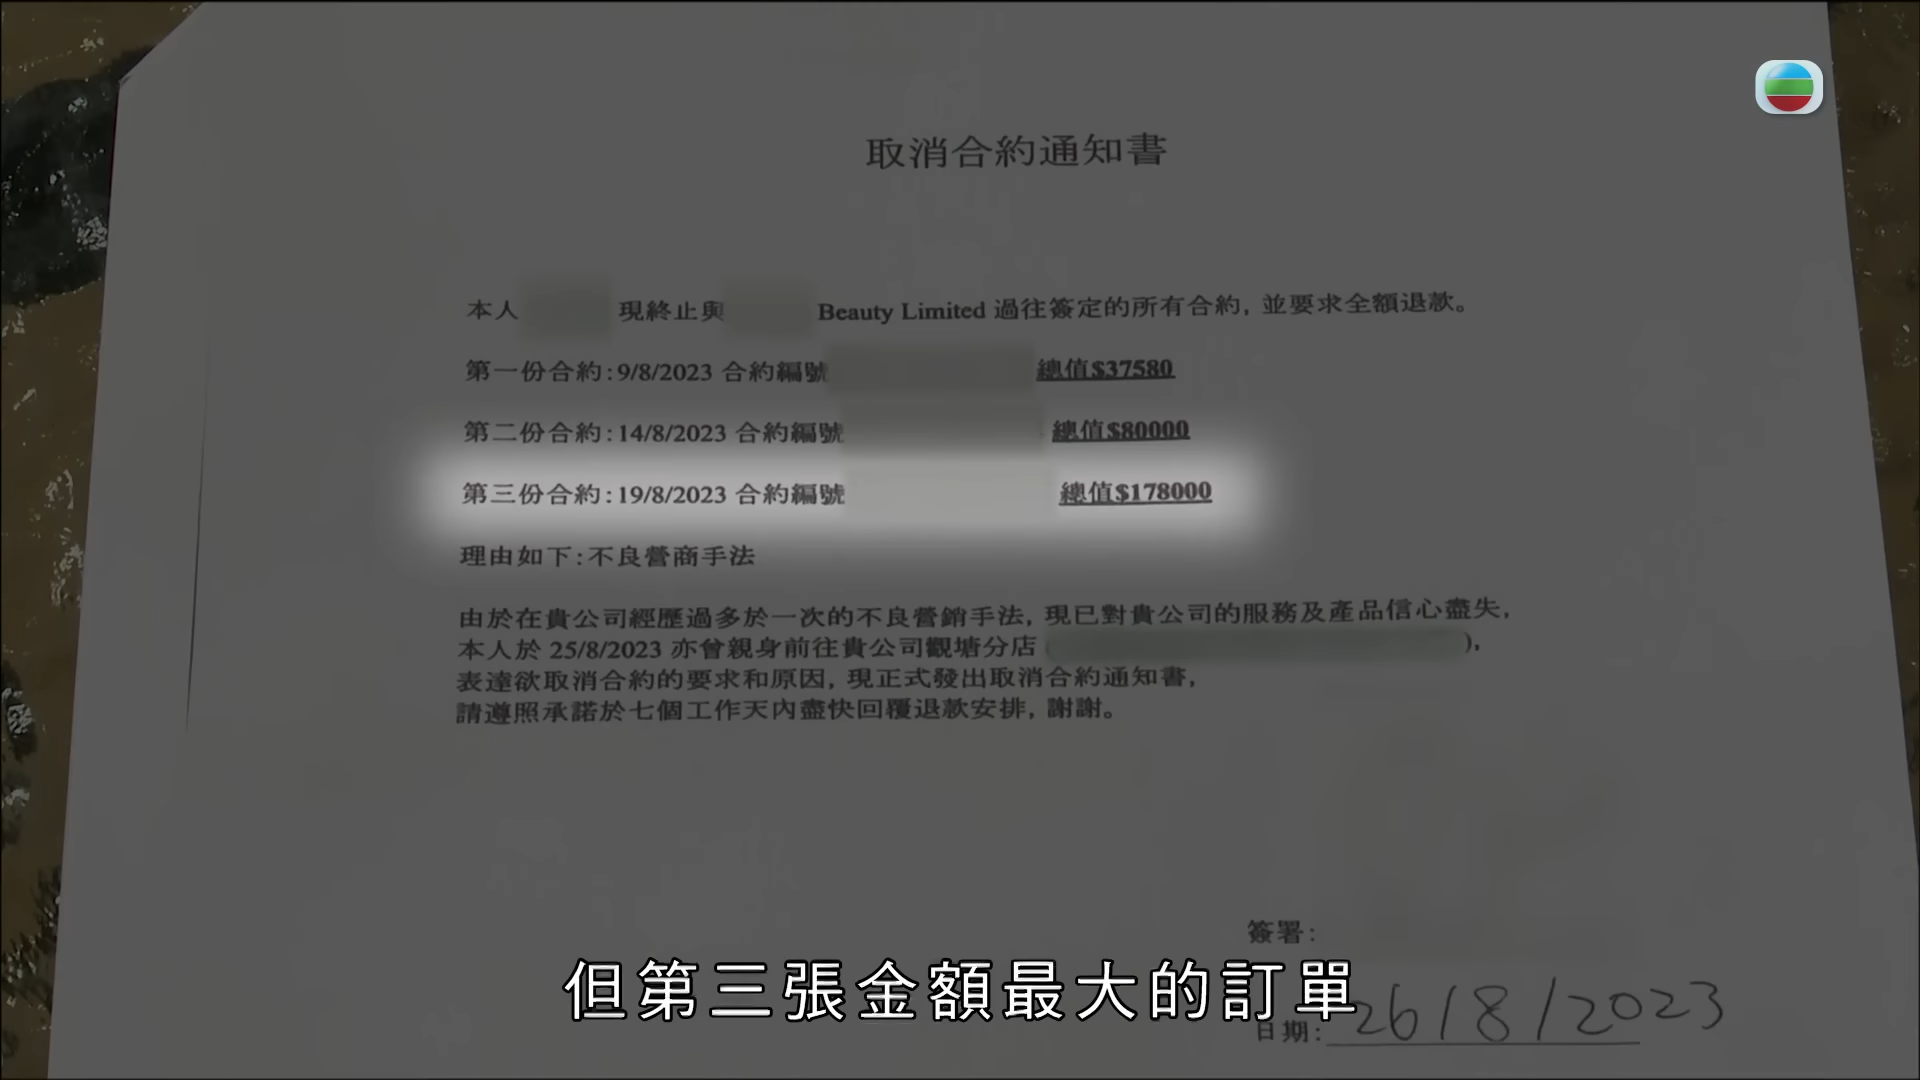 取消合約通知書
本人 現終止與 Beauty Limited 過往簽定的所有合約, 並要求全額退款。
第一份合約:9/8/2023 合約編號 總值$37580
第二份合約:14/8/2023 合約編號 總值$80000
第三份合約:19/8/2023 合約編號 總值$178000
理由如下:不良營商手法
由於在貴公司經歷過多於一次的不良營銷手法, 現已對貴公司的服務及產品信心盡失,
本人於 25/8/2023 亦曾親身前往貴公司觀塘分店 ( ),
表達欲取消合約的要求和原因, 現正式發出取消合約通知書,
請遵照承諾於七個工作天內盡快回覆退款安排, 謝謝。
簽署:
但第三張金額最大的訂單
日期: 26/8/2023